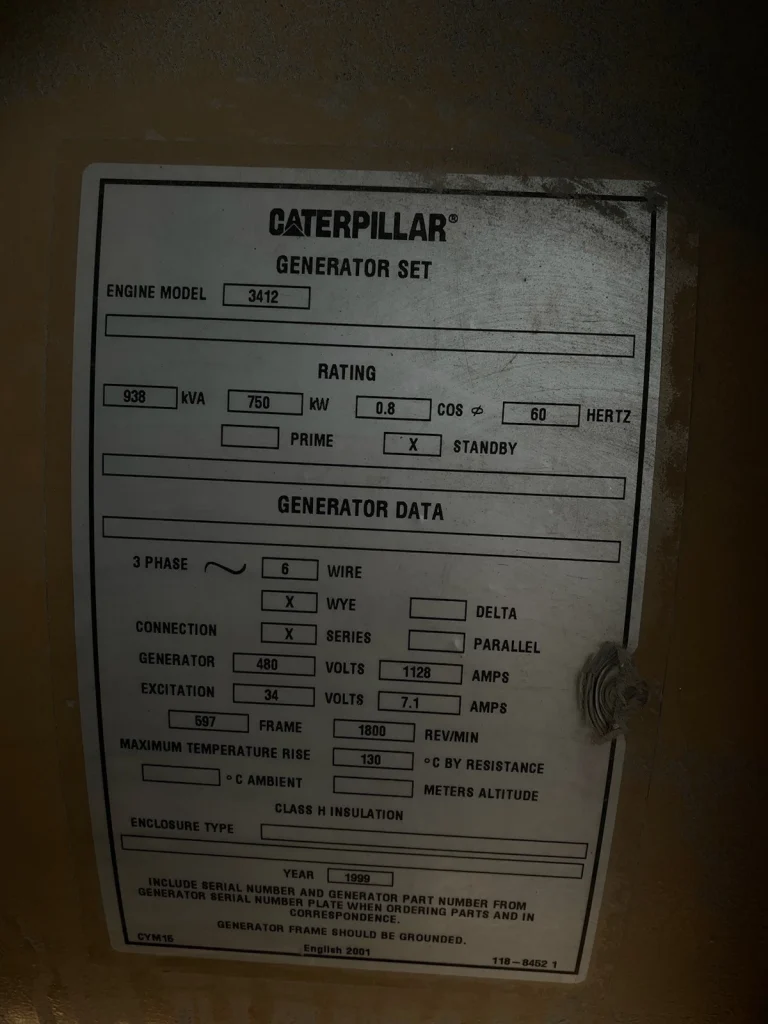 CATERPILLAR®
GENERATOR SET
ENGINE MODEL 3412
RATING
938 kVA 750 kW 0.8 COS ⌀ 60 HERTZ
PRIME X STANDBY
GENERATOR DATA
3 PHASE ~ 6 WIRE
X WYE DELTA
CONNECTION X SERIES PARALLEL
GENERATOR 480 VOLTS 1128 AMPS
EXCITATION 34 VOLTS 7.1 AMPS
597 FRAME 1800 REV/MIN
MAXIMUM TEMPERATURE RISE 130 °C BY RESISTANCE
°C AMBIENT METERS ALTITUDE
CLASS H INSULATION
ENCLOSURE TYPE
YEAR 1999
INCLUDE SERIAL NUMBER AND GENERATOR PART NUMBER FROM
GENERATOR SERIAL NUMBER PLATE WHEN ORDERING PARTS AND IN
CORRESPONDENCE.
GENERATOR FRAME SHOULD BE GROUNDED.
CYM15 English 2001 118-8452 1